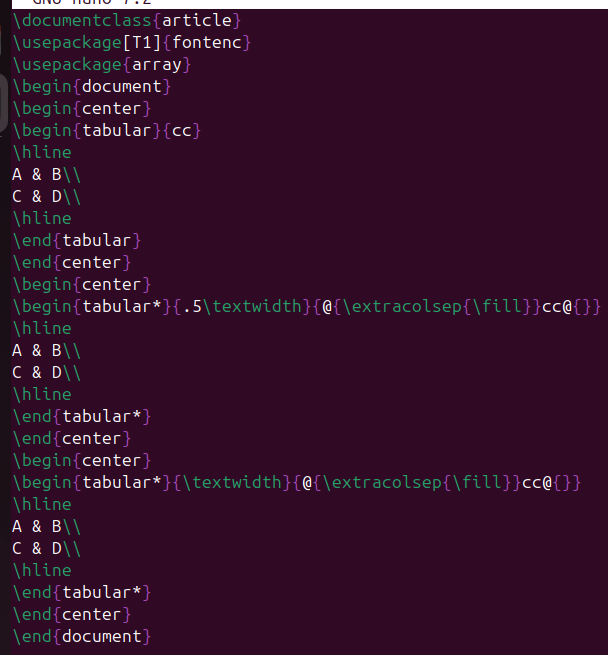 GNU nano 7.2
\documentclass{article}
\usepackage[T1]{fontenc}
\usepackage{array}
\begin{document}
\begin{center}
\begin{tabular}{cc}
\hline
A & B\\
C & D\\
\hline
\end{tabular}
\end{center}
\begin{center}
\begin{tabular*}{.5\textwidth}{@{\extracolsep{\fill}}cc@{}}
\hline
A & B\\
C & D\\
\hline
\end{tabular*}
\end{center}
\begin{center}
\begin{tabular*}{\textwidth}{@{\extracolsep{\fill}}cc@{}}
\hline
A & B\\
C & D\\
\hline
\end{tabular*}
\end{center}
\end{document}